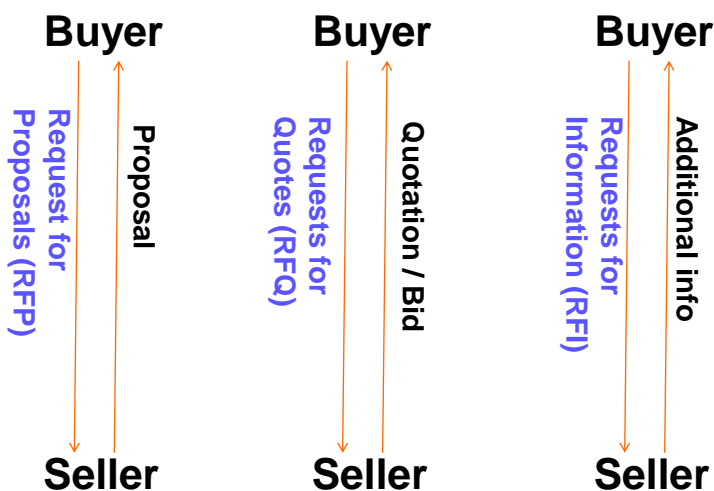 Buyer
Buyer
Buyer
Request for
Proposals (RFP)
Proposal
Requests for
Quotes (RFQ)
Quotation / Bid
Requests for
Information (RFI)
Additional info
Seller
Seller
Seller